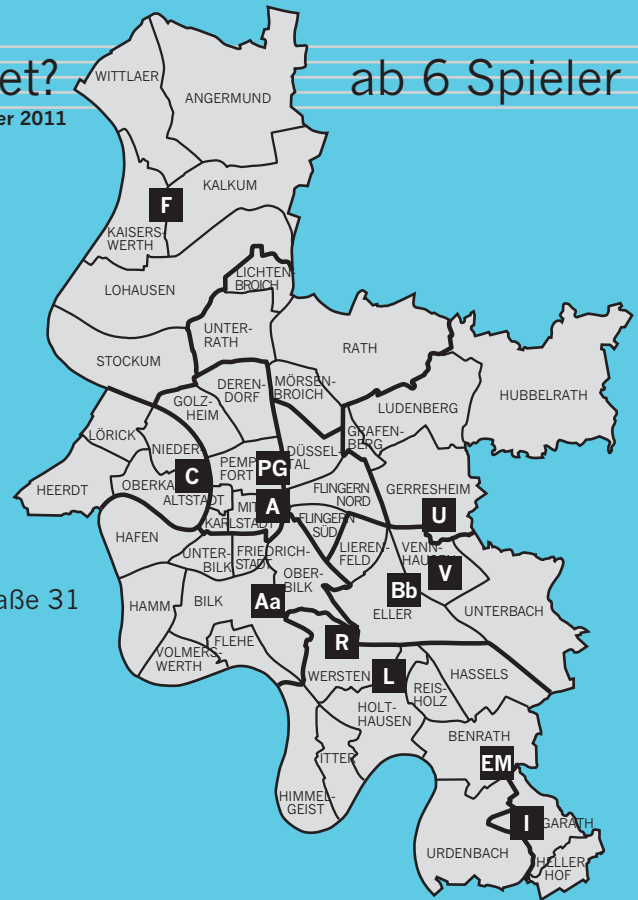 et?
ab 6 Spieler
er 2011
WITTLAER
ANGERMUND
KALKUM
F
KAISERS-
WERTH
LICHTEN-
BROICH
LOHAUSEN
UNTER-
RATH
RATH
STOCKUM
DEREN-
DORF
MÖRSEN-
BROICH
HUBBELRATH
GOLZ-
HEIM
LUDENBERG
LÖRICK
GRAFEN-
BERG
NIEDER-
PEMP
FORT
PG
DÜSSEL-
TAL
HEERDT
OBERKA
C
ALTSTADT
FLINGERN
NORD
GERRESHEIM
MIT
A
KARLSTADT
FLINGERN
SÜD
U
HAFEN
UNTER-
BILK
FRIEDRICH-
STADT
LIEREN-
FELD
VENN-
HAUSEN
V
OBER-
BILK
Bb
aße 31
HAMM
BILK
Aa
ELLER
UNTERBACH
FLEHE
R
VOLMERS-
WERTH
WERSTEN
L
HASSELS
REIS-
HOLZ
HOLT-
HAUSEN
BENRATH
ITTER
EM
HIMMEL-
GEIST
I
GARATH
URDENBACH
HELLER
HOF